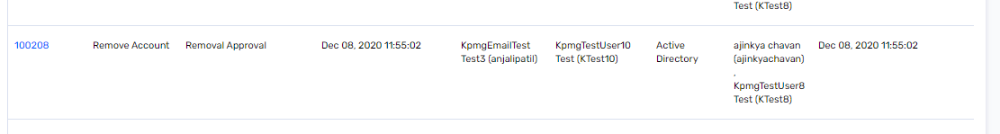 Test (KTest8)
100208 Remove Account Removal Approval Dec 08, 2020 11:55:02 KpmgEmailTest KpmgTestUser10 Active ajinkya chavan Dec 08, 2020 11:55:02
Test3 (anjalipatil) Test (KTest10) Directory (ajinkyachavan)
,
KpmgTestUser8
Test (KTest8)